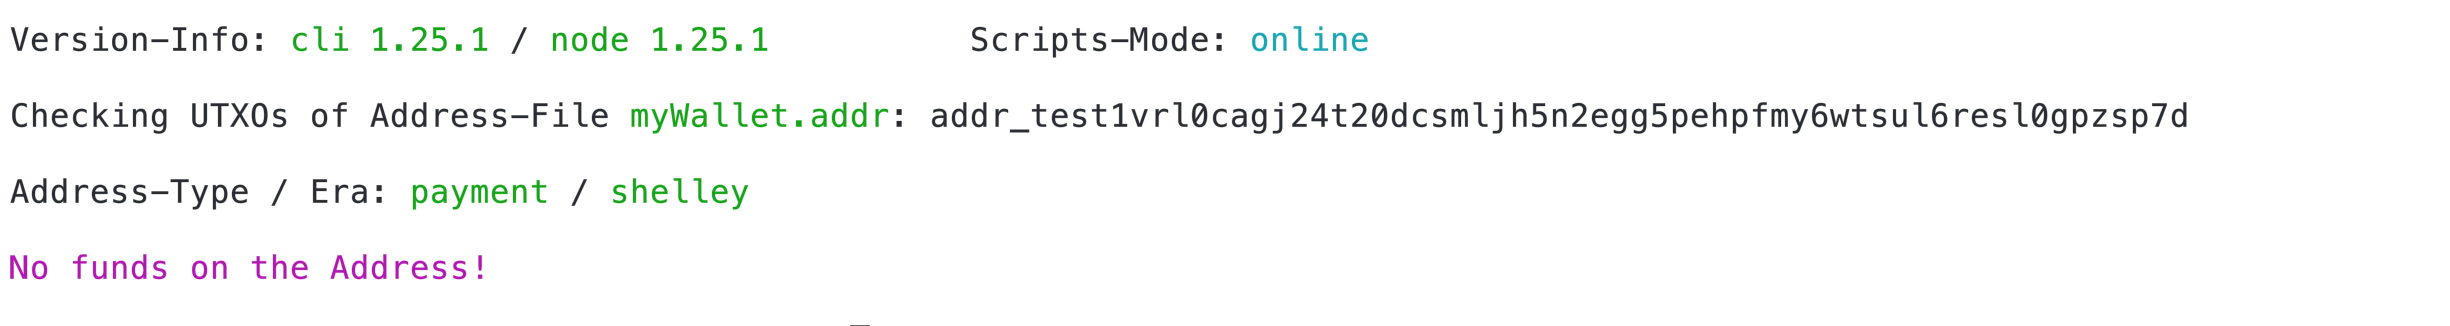 Version-Info: cli 1.25.1 / node 1.25.1 Scripts-Mode: online
Checking UTXOs of Address-File myWallet.addr: addr_test1vrl0cagj24t20dcsmljh5n2egg5pehpfmy6wtsul6resl0gpzsp7d
Address-Type / Era: payment / shelley
No funds on the Address!